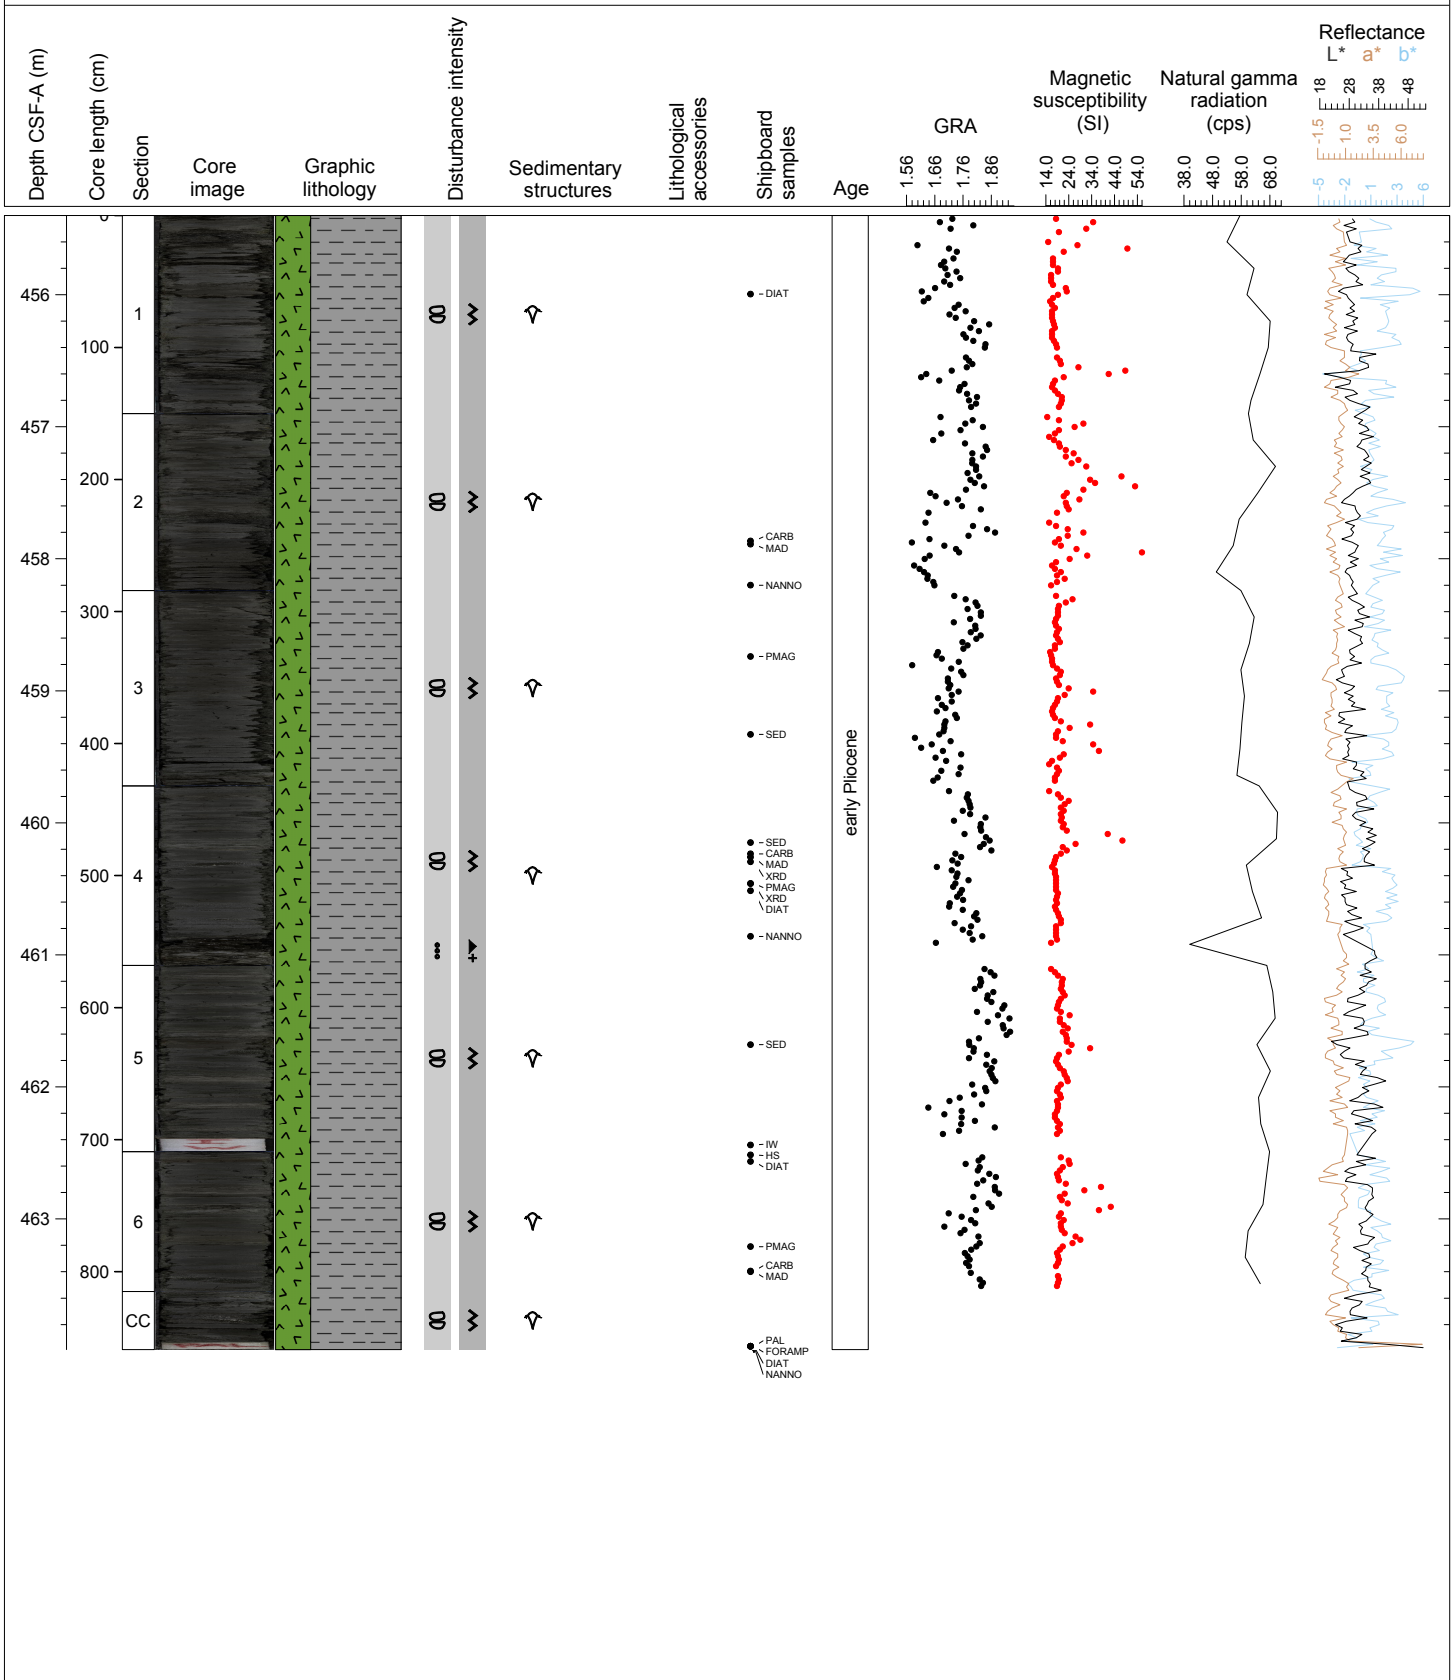 Depth CSF-A (m)
Core length (cm)
Section
Core image
Graphic lithology
Disturbance intensity
Sedimentary structures
Lithological accessories
Shipboard samples
Age
GRA
1.56 1.66 1.76 1.86
Magnetic susceptibility (SI)
14.0 24.0 34.0 44.0 54.0
Natural gamma radiation (cps)
38.0 48.0 58.0 68.0
Reflectance
L* a* b*
18 28 38 48
-1.5 1.0 3.5 6.0
-5 -2 1 3 6
0
456
DIAT
1
100
457
200
2
CARB
MAD
458
NANNO
300
PMAG
3
459
SED
400
early Pliocene
460
SED
CARB
MAD
4
500
XRD
PMAG
XRD
DIAT
NANNO
461
600
SED
5
462
700
IW
HS
DIAT
463
6
PMAG
CARB
800
MAD
CC
PAL
FORAMP
DIAT
NANNO